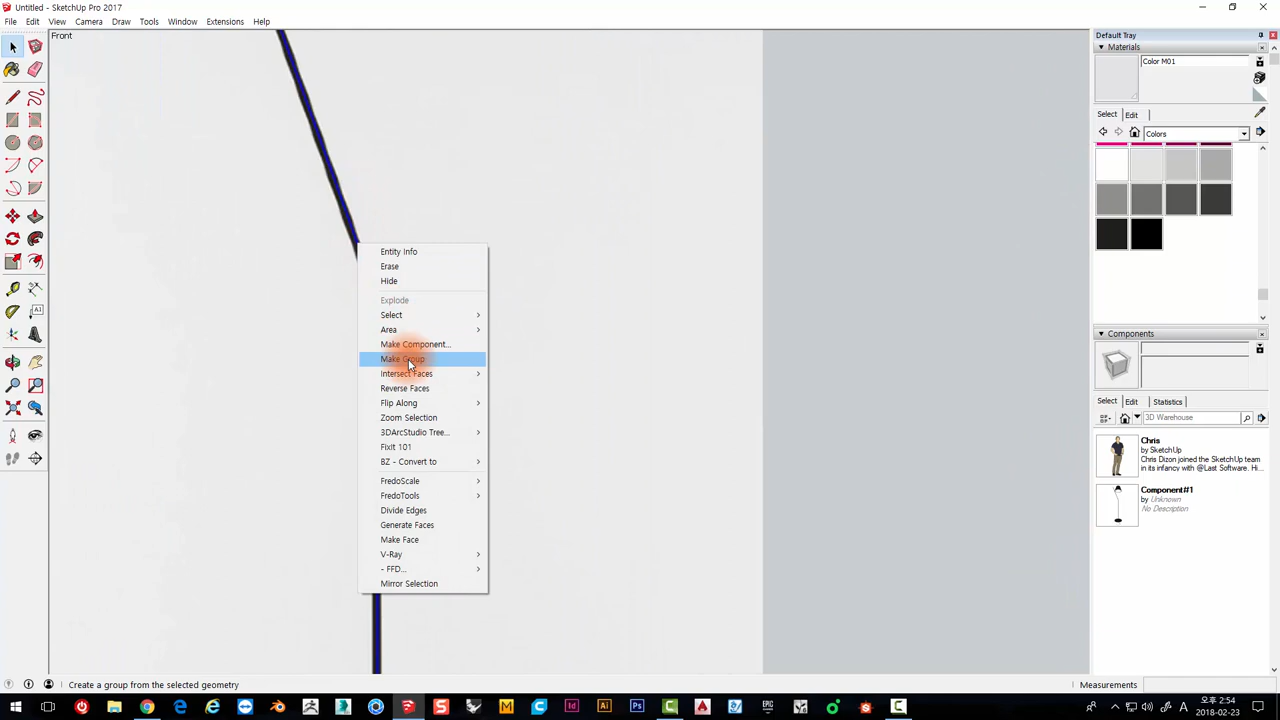 Untitled - SketchUp Pro 2017
File Edit View Camera Draw Tools Window Extensions Help
Front
Entity Info
Erase
Hide
Explode
Select
Area
Make Component...
Make Group
Intersect Faces
Reverse Faces
Flip Along
Zoom Selection
3DArcStudio Tree...
Fixit 101
BZ - Convert to
FredoScale
FredoTools
Divide Edges
Generate Faces
Make Face
V-Ray
- FFD...
Mirror Selection
Default Tray
Materials
Color M01
Select Edit
Colors
Components
Select Edit Statistics
3D Warehouse
Chris
by SketchUp
Chris Dizon joined the SketchUp team
in its infancy with @Last Software. Hi...
Component#1
by Unknown
No Description
Create a group from the selected geometry
Measurements
오후 2:54
2018-02-23